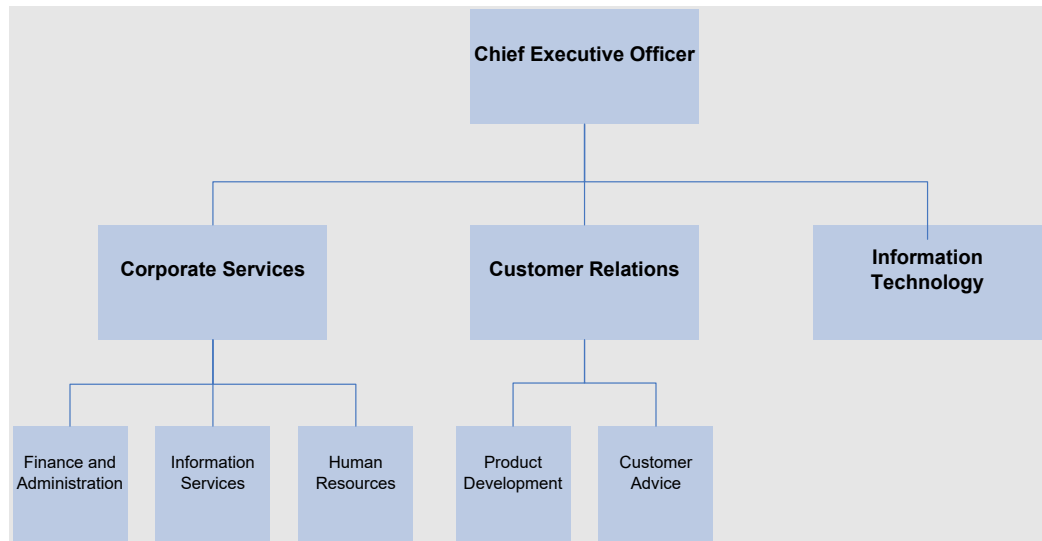 Chief Executive Officer
Corporate Services
Customer Relations
Information
Technology
Finance and
Administration
Information
Services
Human
Resources
Product
Development
Customer
Advice